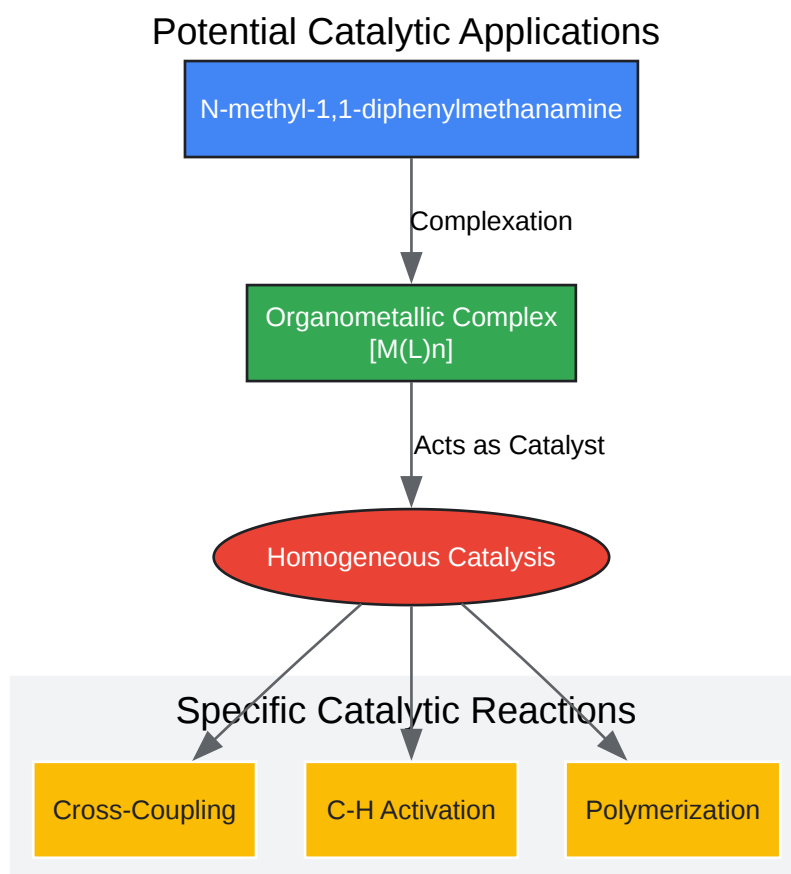 Potential Catalytic Applications
N-methyl-1,1-diphenylmethanamine
Complexation
Organometallic Complex
[M(L)n]
Acts as Catalyst
Homogeneous Catalysis
Specific Catalytic Reactions
Cross-Coupling
C-H Activation
Polymerization